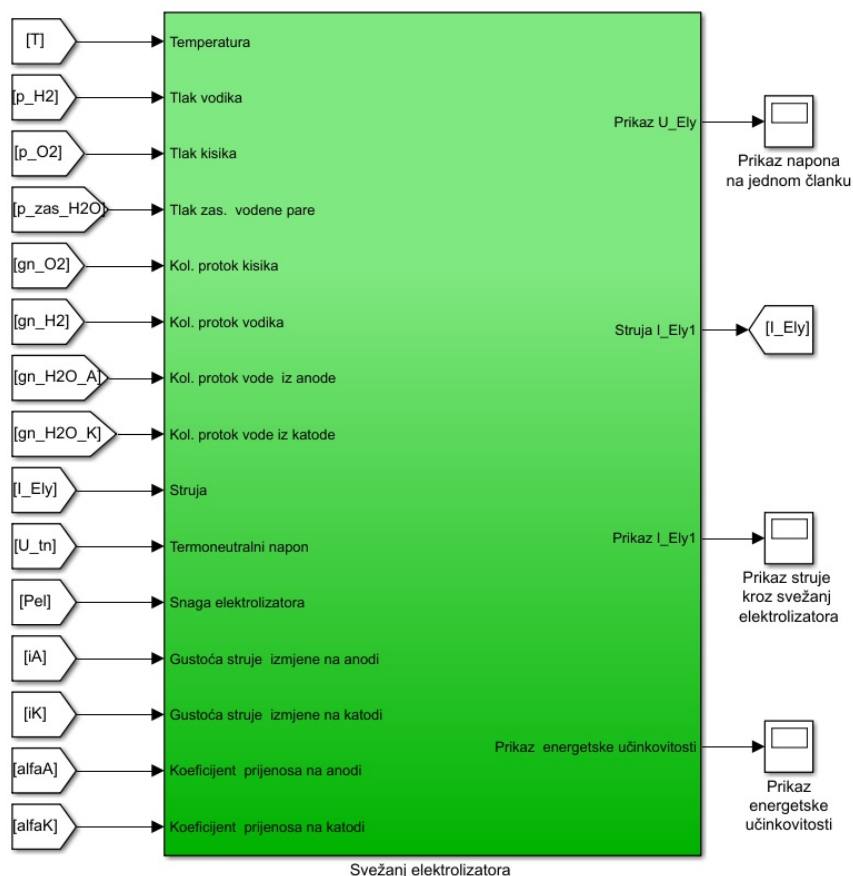 [T]
Temperatura
[p_H2]
Tlak vodika
[p_O2]
Tlak kisika
[p_zas_H2O]
Tlak zas. vodene pare
[gn_O2]
Kol. protok kisika
[gn_H2]
Kol. protok vodika
[gn_H2O_A]
Kol. protok vode iz anode
[gn_H2O_K]
Kol. protok vode iz katode
[I_Ely]
Struja
[U_tn]
Termoneutralni napon
[Pel]
Snaga elektrolizatora
[iA]
Gustoća struje izmjene na anodi
[iK]
Gustoća struje izmjene na katodi
[alfaA]
Koeficijent prijenosa na anodi
[alfaK]
Koeficijent prijenosa na katodi
Prikaz U_Ely
Prikaz napona
na jednom članku
Struja I_Ely1
[I_Ely]
Prikaz I_Ely1
Prikaz struje
kroz svežanj
elektrolizatora
Prikaz energetske učinkovitosti
Prikaz
energetske
učinkovitosti
Svežanj elektrolizatora